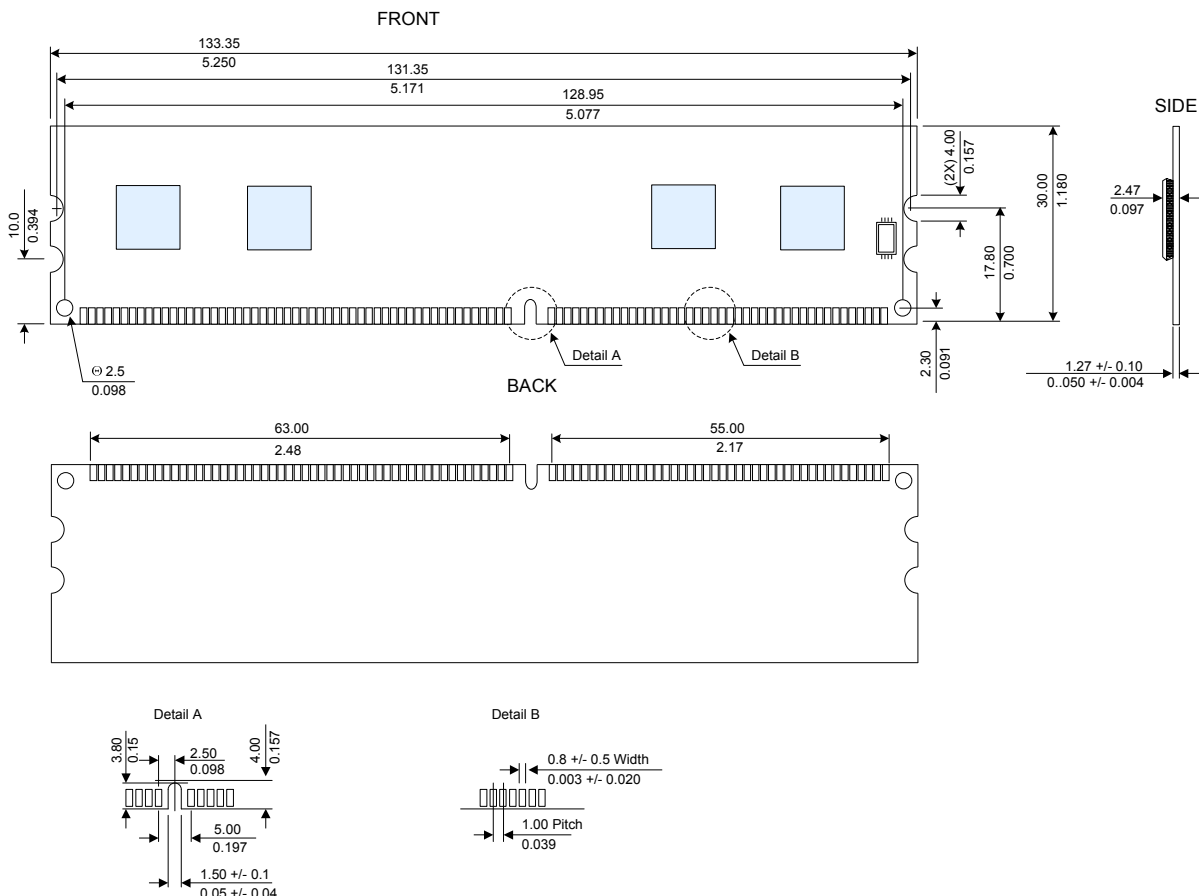 FRONT
133.35
5.250
131.35
5.171
128.95
5.077
SIDE
(2X) 4.00
0.157
30.00
1.180
2.47
0.097
10.0
0.394
17.80
0.700
Detail A
Detail B
2.30
0.091
1.27 +/- 0.10
0..050 +/- 0.004
Θ 2.5
0.098
BACK
63.00
2.48
55.00
2.17
Detail A
3.80
0.15
2.50
0.098
4.00
0.157
5.00
0.197
1.50 +/- 0.1
0.05 +/- 0.04
Detail B
0.8 +/- 0.5 Width
0.003 +/- 0.020
1.00 Pitch
0.039